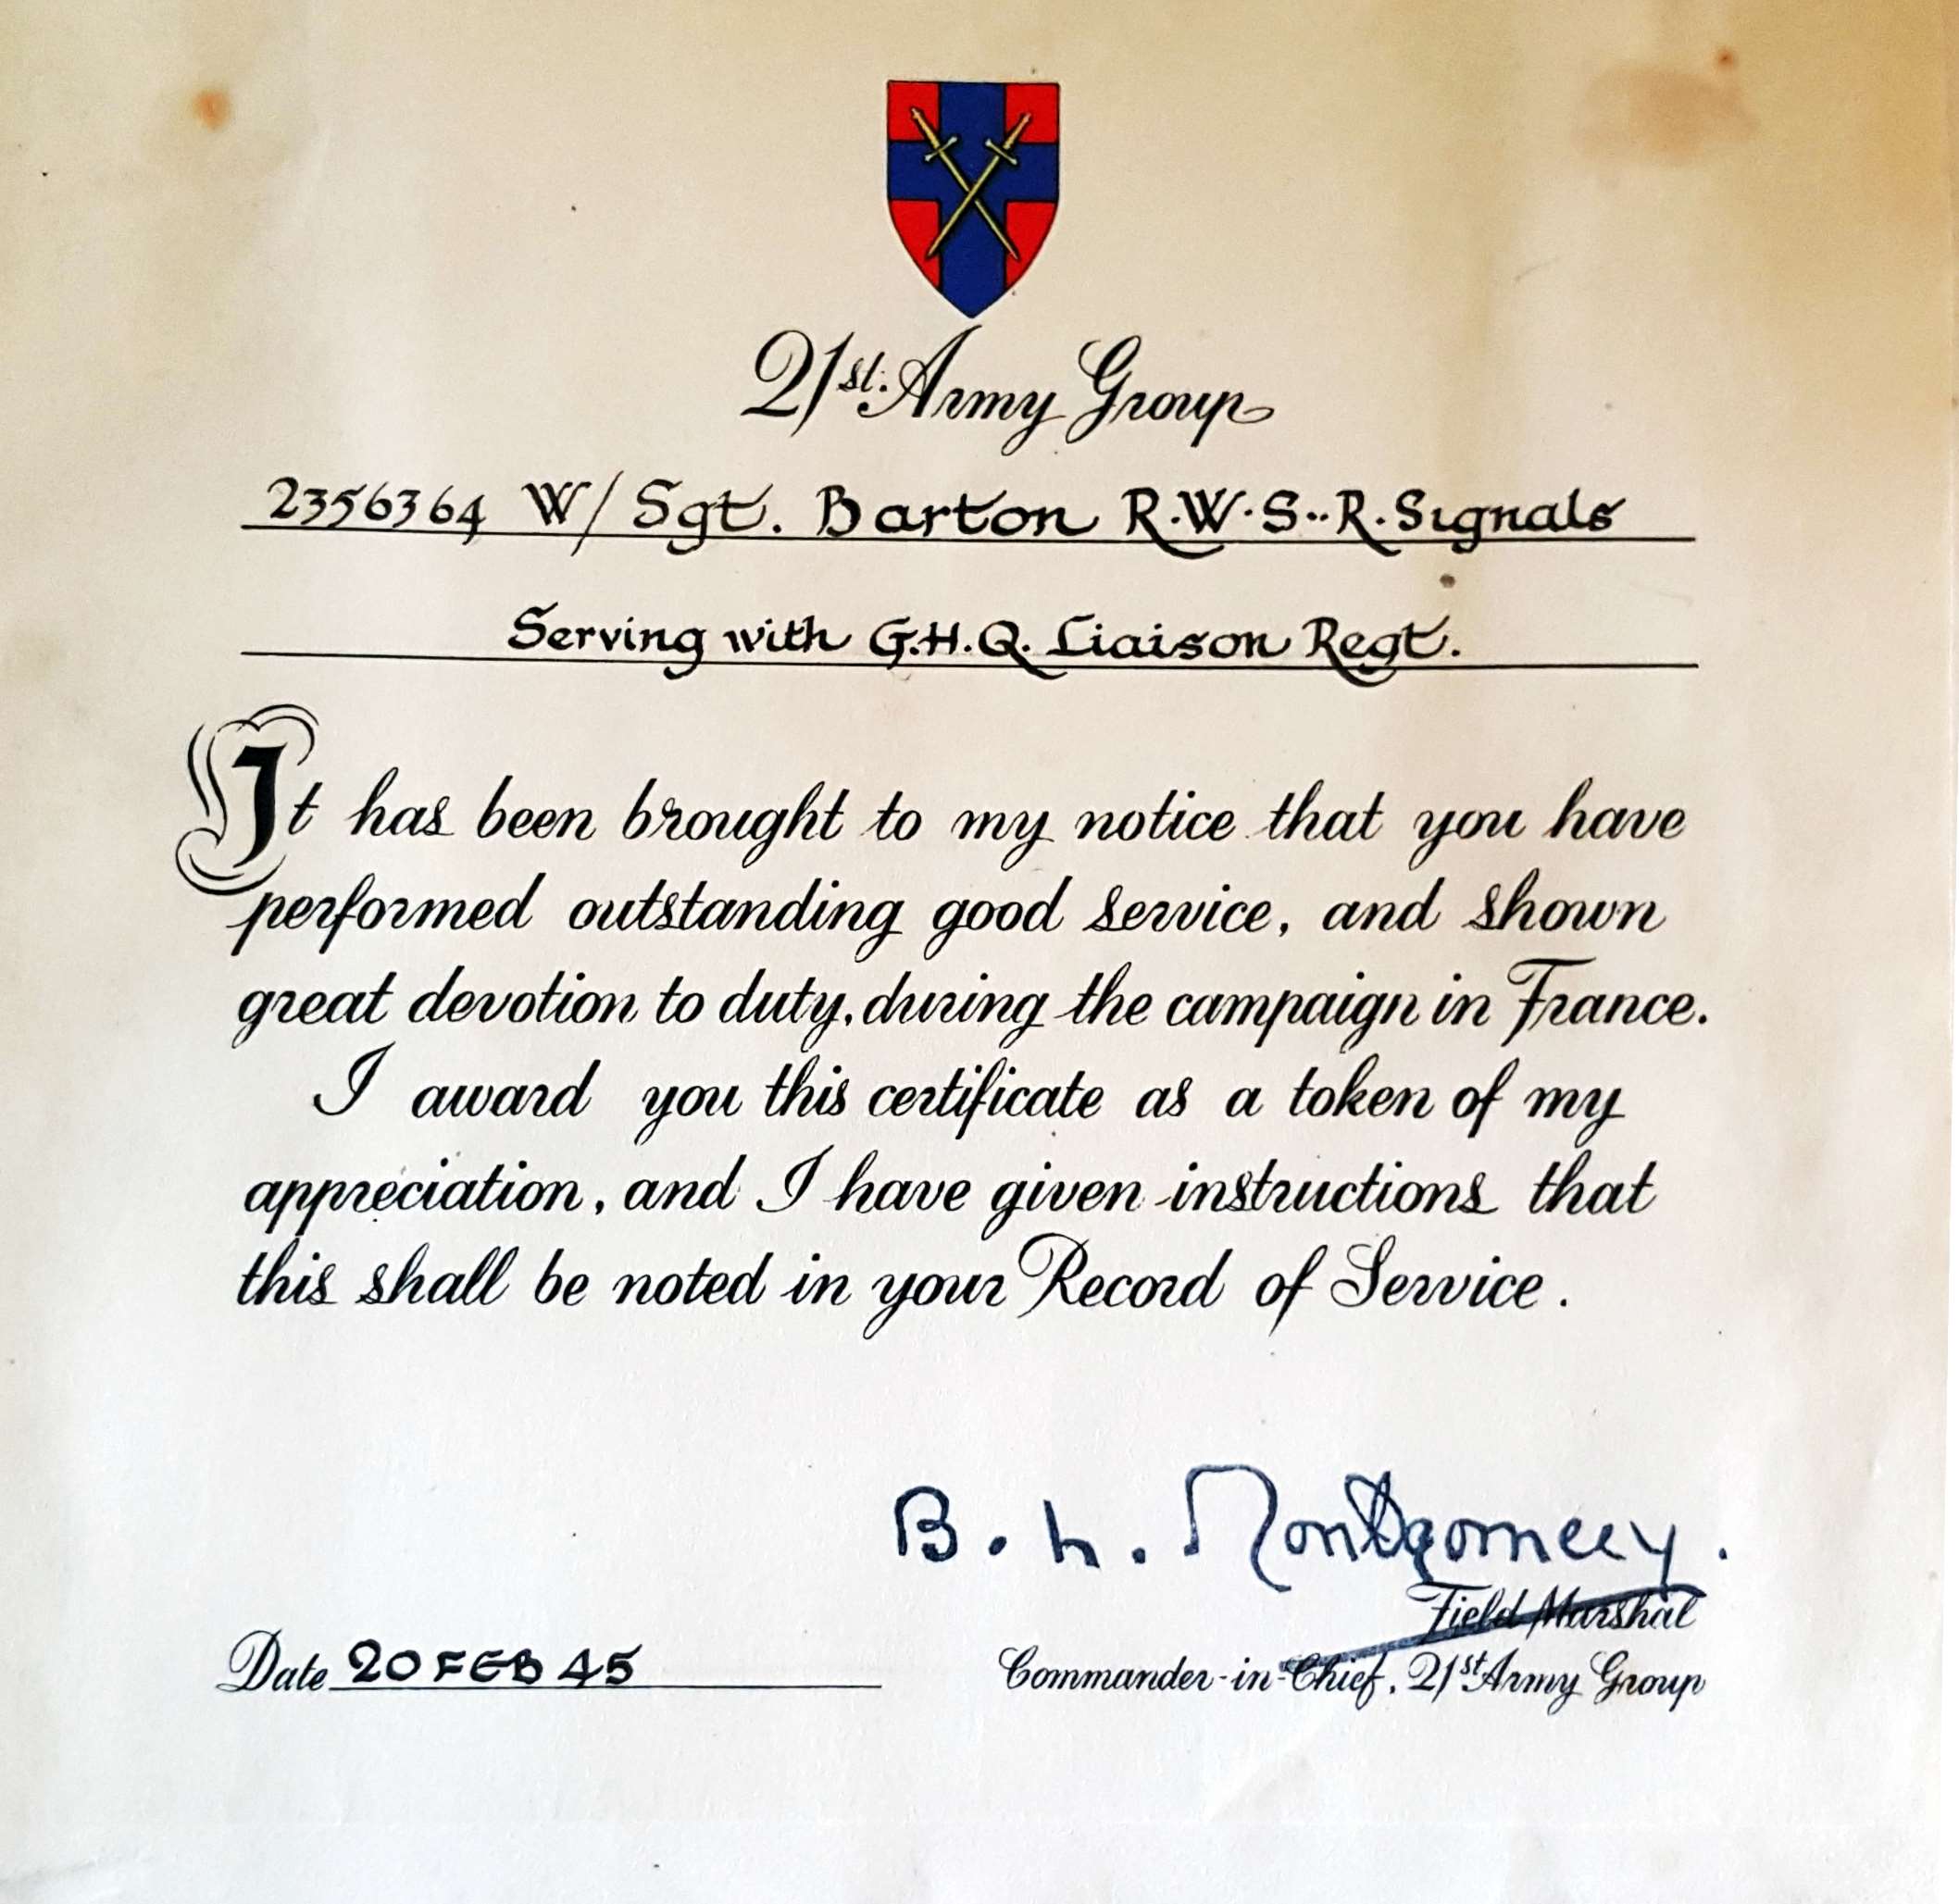 21st. Army Group
2356364 W/Sgt. Barton R.W.S.-R.Signals
Serving with G.H.Q. Liaison Regt.
It has been brought to my notice that you have
performed outstanding good service, and shown
great devotion to duty, during the campaign in France.
I award you this certificate as a token of my
appreciation, and I have given instructions that
this shall be noted in your Record of Service.
B. L. Montgomery.
Field Marshal
Date 20 FEB 45
Commander-in-Chief, 21st Army Group